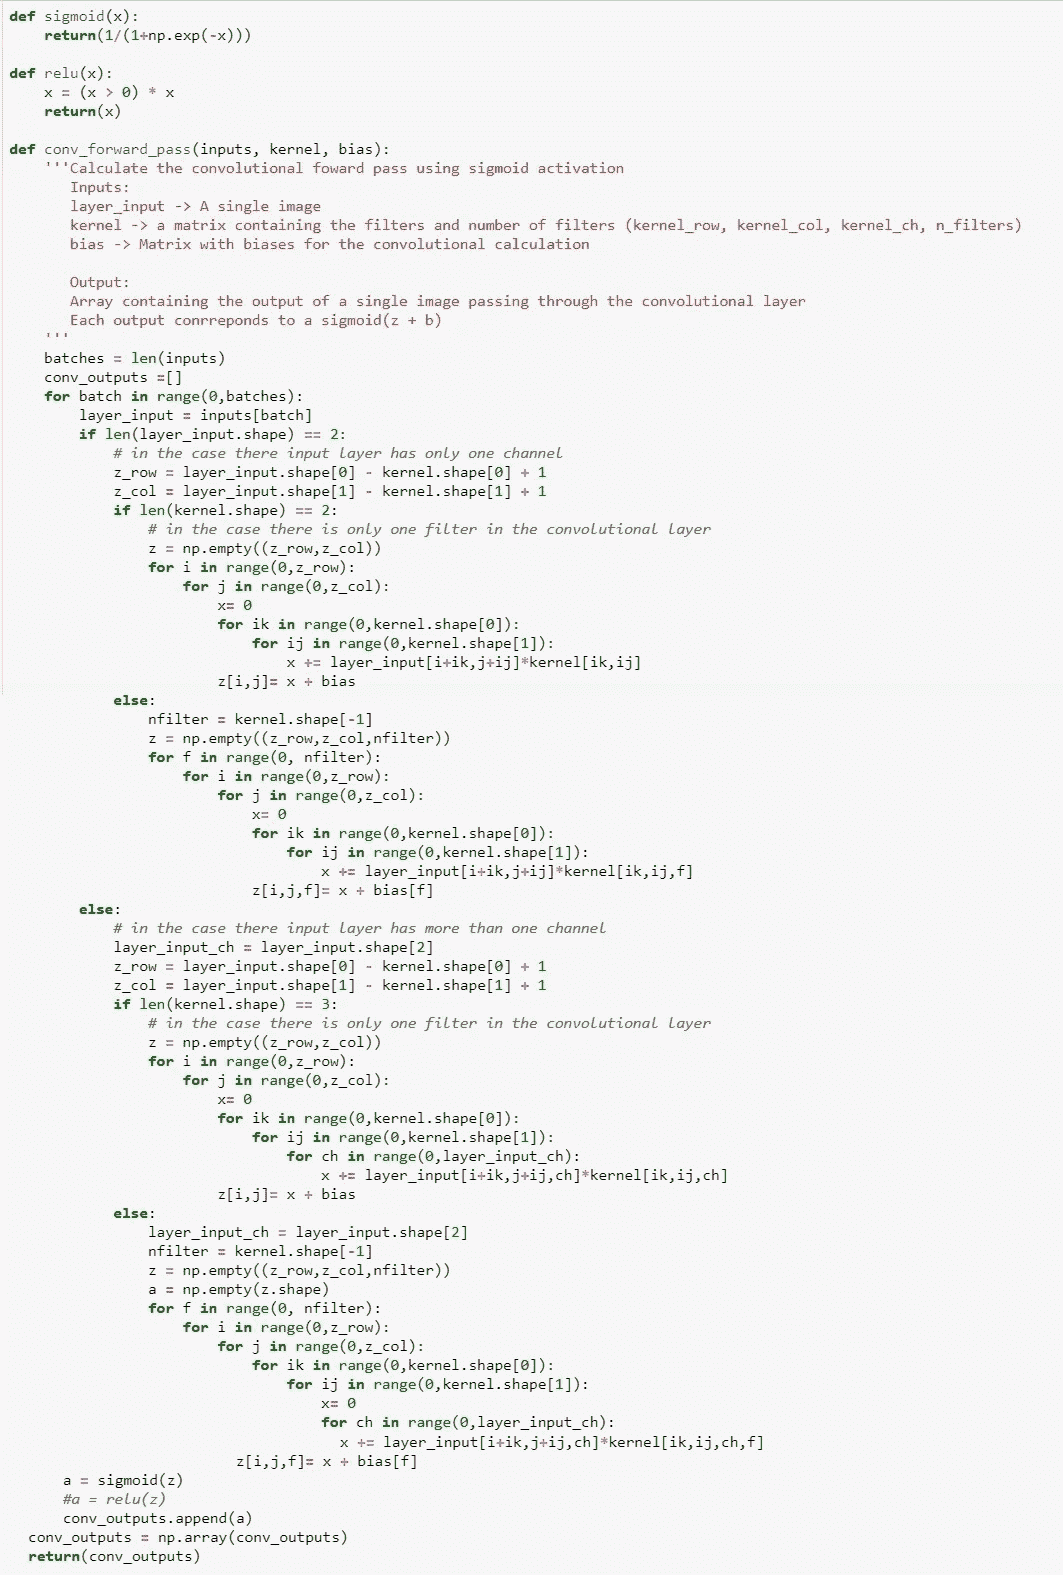 def sigmoid(x):
    return(1/(1+np.exp(-x)))

def relu(x):
    x = (x > 0) * x
    return(x)

def conv_forward_pass(inputs, kernel, bias):
    '''Calculate the convolutional foward pass using sigmoid activation
       Inputs:
       layer_input -> A single image
       kernel -> a matrix containing the filters and number of filters (kernel_row, kernel_col, kernel_ch, n_filters)
       bias -> Matrix with biases for the convolutional calculation

       Output:
       Array containing the output of a single image passing through the convolutional layer
       Each output conrreponds to a sigmoid(z + b)
    '''
    batches = len(inputs)
    conv_outputs =[]
    for batch in range(0,batches):
        layer_input = inputs[batch]
        if len(layer_input.shape) == 2:
            # in the case there input layer has only one channel
            z_row = layer_input.shape[0] - kernel.shape[0] + 1
            z_col = layer_input.shape[1] - kernel.shape[1] + 1
            if len(kernel.shape) == 2:
                # in the case there is only one filter in the convolutional layer
                z = np.empty((z_row,z_col))
                for i in range(0,z_row):
                    for j in range(0,z_col):
                        x= 0
                        for ik in range(0,kernel.shape[0]):
                            for ij in range(0,kernel.shape[1]):
                                x += layer_input[i+ik,j+ij]*kernel[ik,ij]
                        z[i,j]= x + bias
            else:
                nfilter = kernel.shape[-1]
                z = np.empty((z_row,z_col,nfilter))
                for f in range(0, nfilter):
                    for i in range(0,z_row):
                        for j in range(0,z_col):
                            x= 0
                            for ik in range(0,kernel.shape[0]):
                                for ij in range(0,kernel.shape[1]):
                                    x += layer_input[i+ik,j+ij]*kernel[ik,ij,f]
                            z[i,j,f]= x + bias[f]
        else:
            # in the case there input layer has more than one channel
            layer_input_ch = layer_input.shape[2]
            z_row = layer_input.shape[0] - kernel.shape[0] + 1
            z_col = layer_input.shape[1] - kernel.shape[1] + 1
            if len(kernel.shape) == 3:
                # in the case there is only one filter in the convolutional layer
                z = np.empty((z_row,z_col))
                for i in range(0,z_row):
                    for j in range(0,z_col):
                        x= 0
                        for ik in range(0,kernel.shape[0]):
                            for ij in range(0,kernel.shape[1]):
                                for ch in range(0,layer_input_ch):
                                    x += layer_input[i+ik,j+ij,ch]*kernel[ik,ij,ch]
                        z[i,j]= x + bias
            else:
                layer_input_ch = layer_input.shape[2]
                nfilter = kernel.shape[-1]
                z = np.empty((z_row,z_col,nfilter))
                a = np.empty(z.shape)
                for f in range(0, nfilter):
                    for i in range(0,z_row):
                        for j in range(0,z_col):
                            for ik in range(0,kernel.shape[0]):
                                for ij in range(0,kernel.shape[1]):
                                    x= 0
                                    for ch in range(0,layer_input_ch):
                                      x += layer_input[i+ik,j+ij,ch]*kernel[ik,ij,ch,f]
                          z[i,j,f]= x + bias[f]
      a = sigmoid(z)
      #a = relu(z)
      conv_outputs.append(a)
  conv_outputs = np.array(conv_outputs)
  return(conv_outputs)